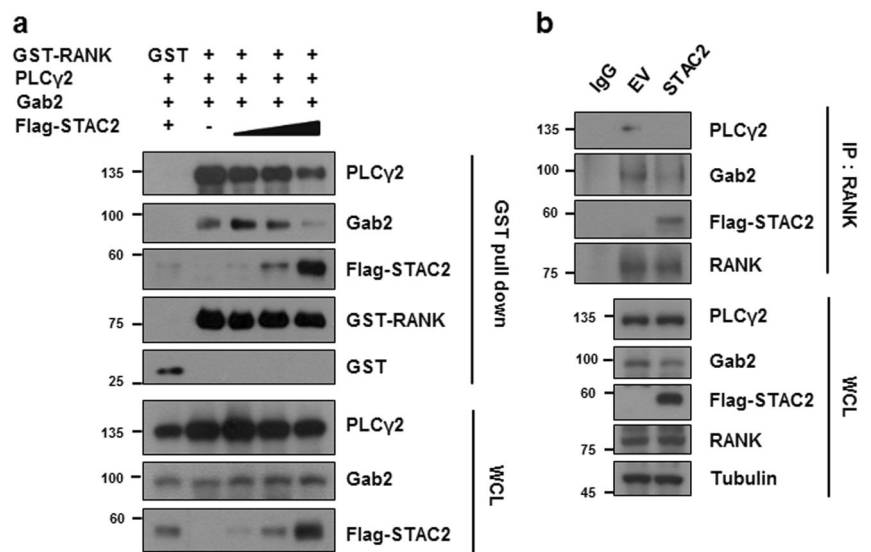 a
GST-RANK GST + + + +
PLCγ2 + + + + +
Gab2 + + + + +
Flag-STAC2 + -
135 PLCγ2
100 Gab2
60 Flag-STAC2
75 GST-RANK
25 GST
GST pull down
135 PLCγ2
100 Gab2
60 Flag-STAC2
WCL
b
IgG EV STAC2
135 PLCγ2
100 Gab2
60 Flag-STAC2
75 RANK
IP : RANK
135 PLCγ2
100 Gab2
60 Flag-STAC2
75 RANK
45 Tubulin
WCL